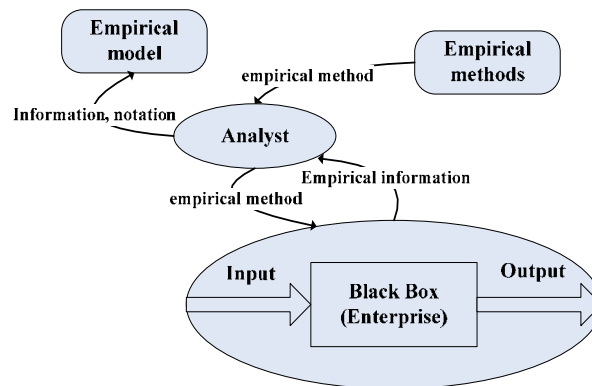 Empirical
model
Empirical
methods
empirical method
Information, notation
Analyst
Empirical information
empirical method
Input
Output
Black Box
(Enterprise)